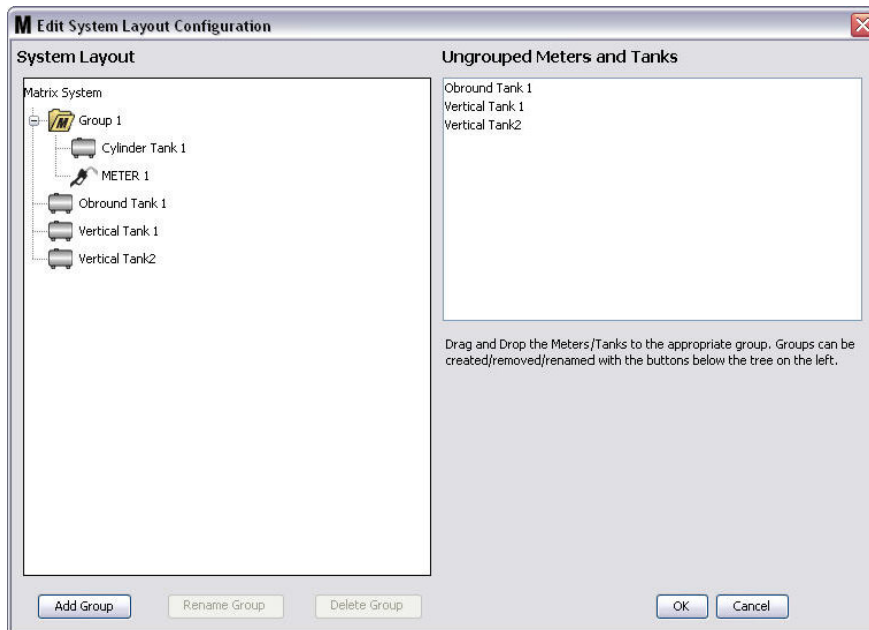 M Edit System Layout Configuration
System Layout
Matrix System
M Group 1
Cylinder Tank 1
METER 1
Obround Tank 1
Vertical Tank 1
Vertical Tank2
Ungrouped Meters and Tanks
Obround Tank 1
Vertical Tank 1
Vertical Tank2
Drag and Drop the Meters/Tanks to the appropriate group. Groups can be
created/removed/renamed with the buttons below the tree on the left.
Add Group
Rename Group
Delete Group
OK
Cancel